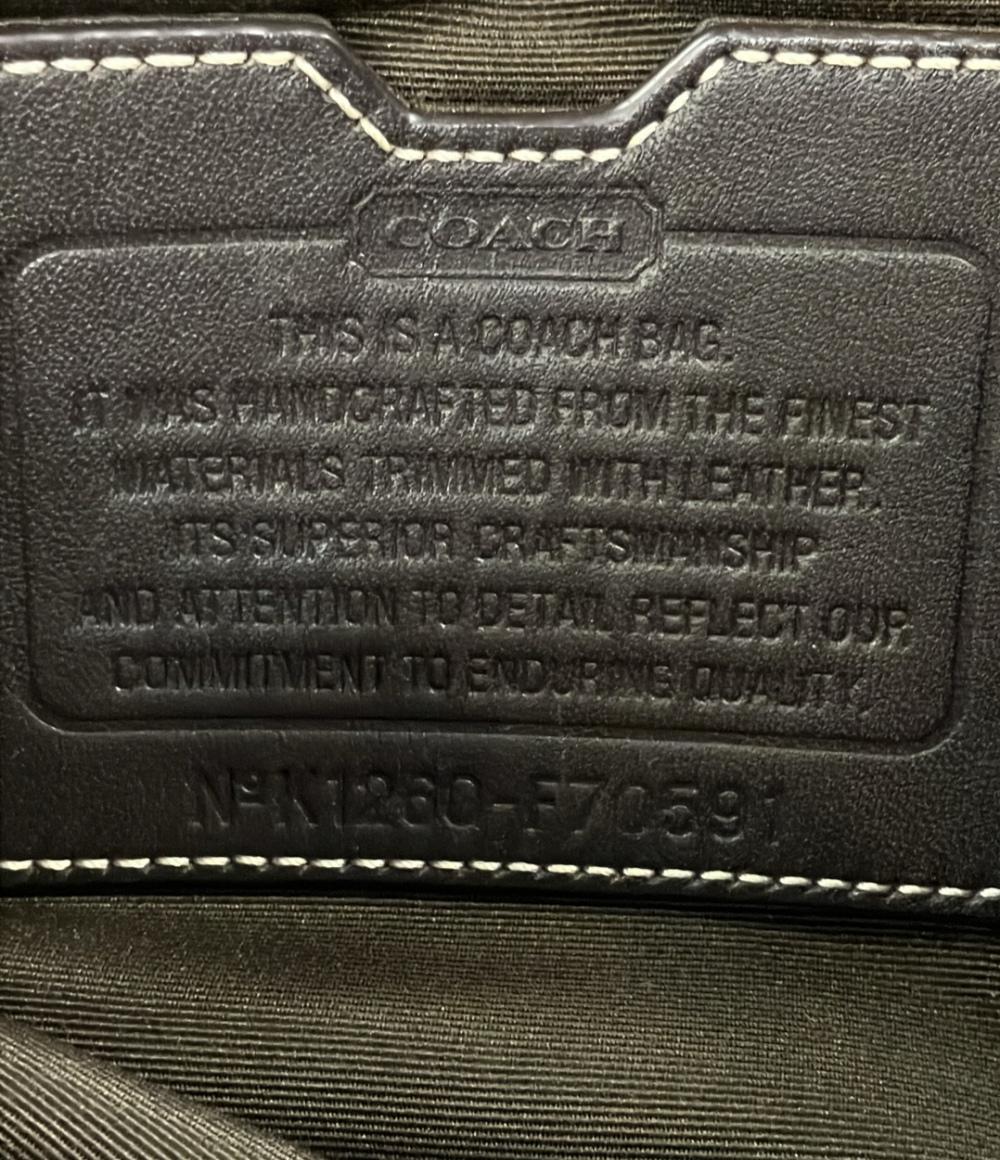 COACH
THIS IS A COACH BAG.
IT WAS HANDCRAFTED FROM THE FINEST
MATERIALS TRIMMED WITH LEATHER.
ITS SUPERIOR CRAFTSMANSHIP
AND ATTENTION TO DETAIL REFLECT OUR
COMMITMENT TO ENDURING QUALITY.
Nº K1260-F70591